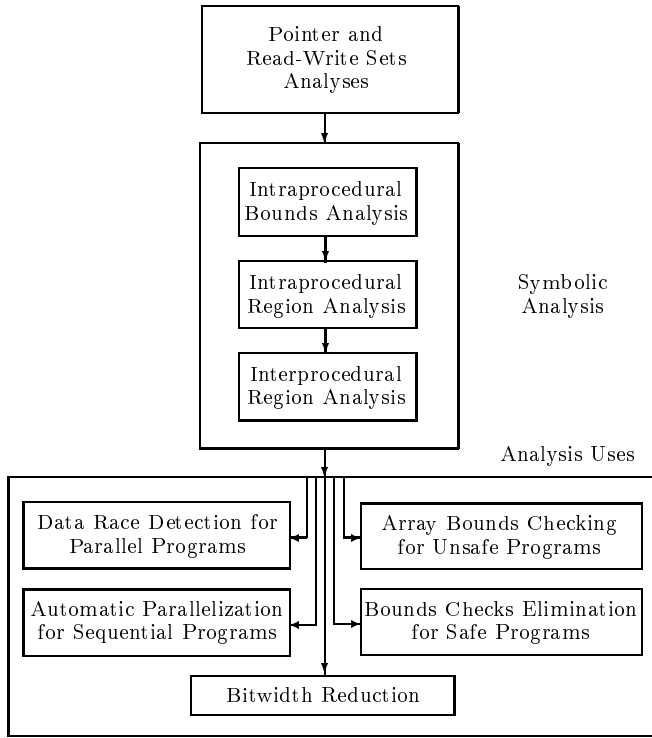 Pointer and
Read-Write Sets
Analyses
Intraprocedural
Bounds Analysis
Intraprocedural
Region Analysis
Symbolic
Analysis
Interprocedural
Region Analysis
Analysis Uses
Data Race Detection for
Parallel Programs
Array Bounds Checking
for Unsafe Programs
Automatic Parallelization
for Sequential Programs
Bounds Checks Elimination
for Safe Programs
Bitwidth Reduction